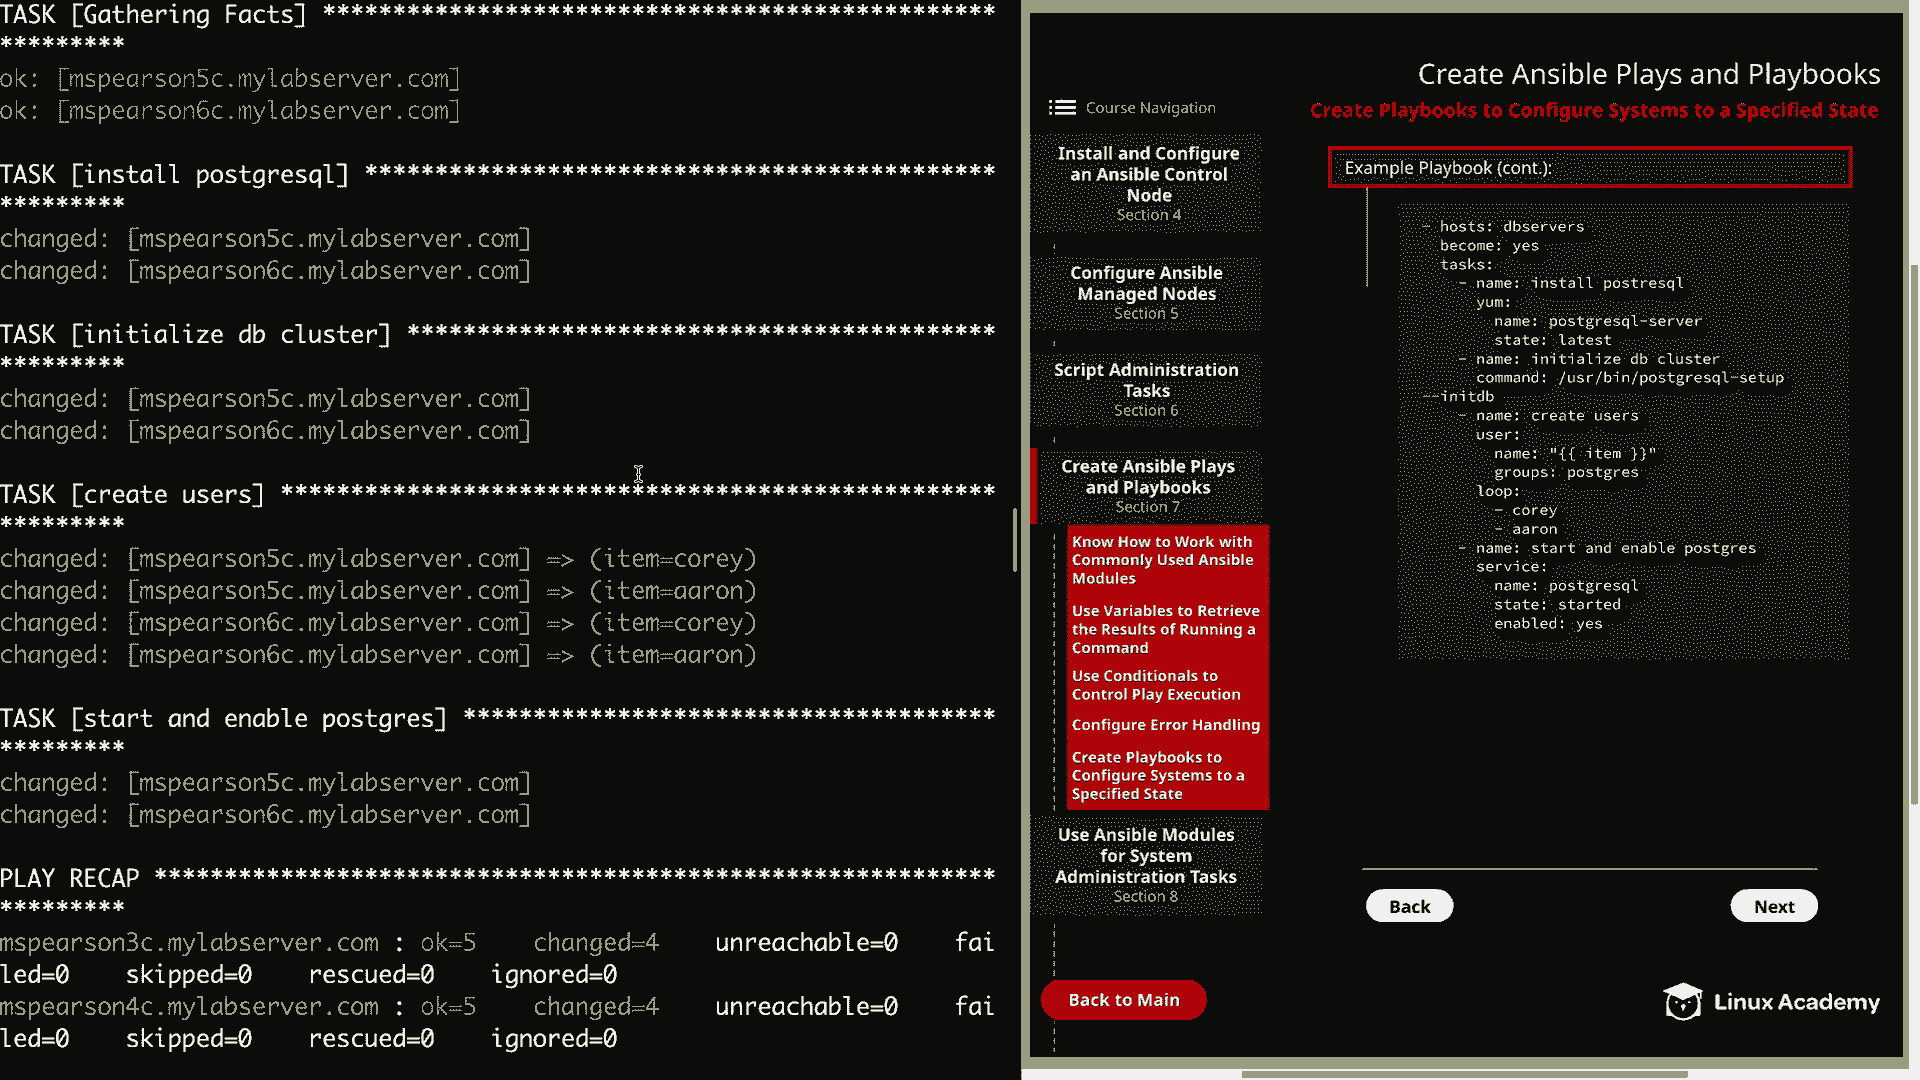 TASK [Gathering Facts] ************************************************
*********
ok: [mspearson5c.mylabserver.com]
ok: [mspearson6c.mylabserver.com]
TASK [install postgresql] *********************************************
*********
changed: [mspearson5c.mylabserver.com]
changed: [mspearson6c.mylabserver.com]
TASK [initialize db cluster] ******************************************
*********
changed: [mspearson5c.mylabserver.com]
changed: [mspearson6c.mylabserver.com]
TASK [create users] ***************************************************
*********
changed: [mspearson5c.mylabserver.com] => (item=corey)
changed: [mspearson5c.mylabserver.com] => (item=aaron)
changed: [mspearson6c.mylabserver.com] => (item=corey)
changed: [mspearson6c.mylabserver.com] => (item=aaron)
TASK [start and enable postgres] **************************************
*********
changed: [mspearson5c.mylabserver.com]
changed: [mspearson6c.mylabserver.com]
PLAY RECAP ************************************************************
*********
mspearson3c.mylabserver.com : ok=5    changed=4    unreachable=0    fai
led=0    skipped=0    rescued=0    ignored=0
mspearson4c.mylabserver.com : ok=5    changed=4    unreachable=0    fai
led=0    skipped=0    rescued=0    ignored=0
Create Ansible Plays and Playbooks
Course Navigation
Create Playbooks to Configure Systems to a Specified State
Install and Configure
an Ansible Control
Node
Section 4
Configure Ansible
Managed Nodes
Section 5
Script Administration
Tasks
Section 6
Create Ansible Plays
and Playbooks
Section 7
Know How to Work with
Commonly Used Ansible
Modules
Use Variables to Retrieve
the Results of Running a
Command
Use Conditionals to
Control Play Execution
Configure Error Handling
Create Playbooks to
Configure Systems to a
Specified State
Use Ansible Modules
for System
Administration Tasks
Section 8
Back to Main
Example Playbook (cont.):
- hosts: dbservers
  become: yes
  tasks:
    - name: install postresql
      yum:
        name: postgresql-server
        state: latest
    - name: initialize db cluster
      command: /usr/bin/postgresql-setup
--initdb
    - name: create users
      user:
        name: "{{ item }}"
        groups: postgres
      loop:
        - corey
        - aaron
    - name: start and enable postgres
      service:
        name: postgresql
        state: started
        enabled: yes
Back
Next
Linux Academy